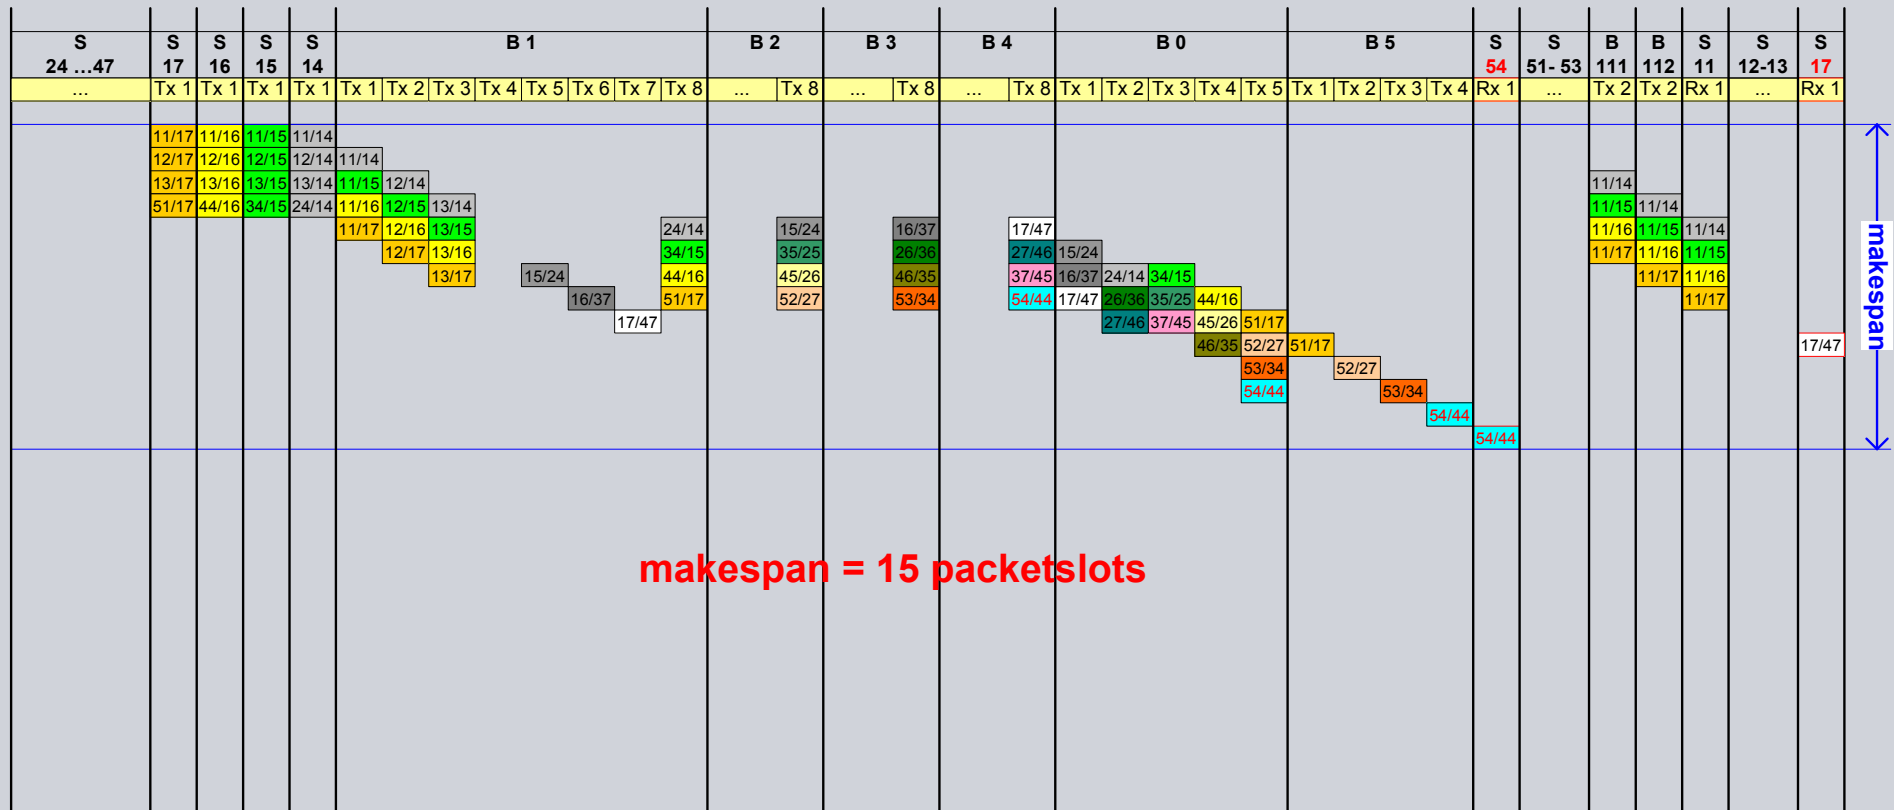 S S S S S B 1 B 2 B 3 B 4 B 0 B 5 S S B B S S S
24 ...47 17 16 15 14 54 51- 53 111 112 11 12-13 17
... Tx 1 Tx 1 Tx 1 Tx 1 Tx 1 Tx 2 Tx 3 Tx 4 Tx 5 Tx 6 Tx 7 Tx 8 ... Tx 8 ... Tx 8 ... Tx 8 Tx 1 Tx 2 Tx 3 Tx 4 Tx 5 Tx 1 Tx 2 Tx 3 Tx 4 Rx 1 ... Tx 2 Tx 2 Rx 1 ... Rx 1
11/17 11/16 11/15 11/14
12/17 12/16 12/15 12/14 11/14
13/17 13/16 13/15 13/14 11/15 12/14 11/14
51/17 44/16 34/15 24/14 11/16 12/15 13/14 11/15 11/14
11/17 12/16 13/15 24/14 15/24 16/37 17/47 11/16 11/15 11/14
12/17 13/16 34/15 35/25 26/36 27/46 15/24 11/17 11/16 11/15
13/17 15/24 44/16 45/26 46/35 37/45 16/37 24/14 34/15 11/17 11/16
16/37 51/17 52/27 53/34 54/44 17/47 26/36 35/25 44/16 11/17
17/47 27/46 37/45 45/26 51/17
46/35 52/27 51/17 17/47
53/34 52/27
54/44 53/34
54/44
54/44
makespan
makespan = 15 packetslots